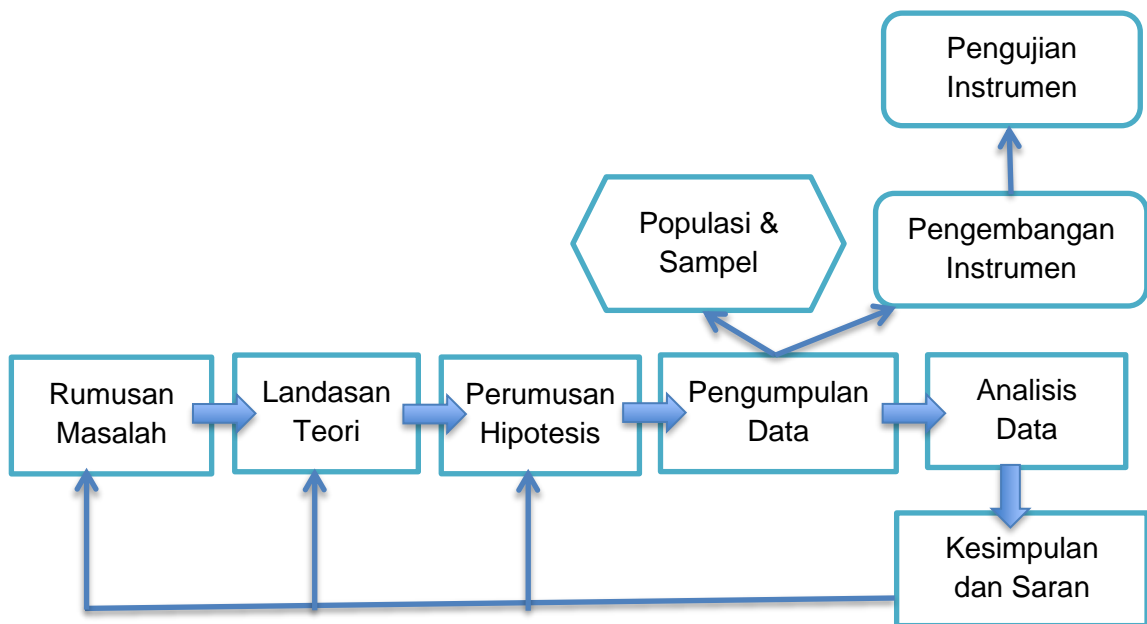 Pengujian
Instrumen
Populasi &
Sampel
Pengembangan
Instrumen
Rumusan
Masalah
Landasan
Teori
Perumusan
Hipotesis
Pengumpulan
Data
Analisis
Data
Kesimpulan
dan Saran